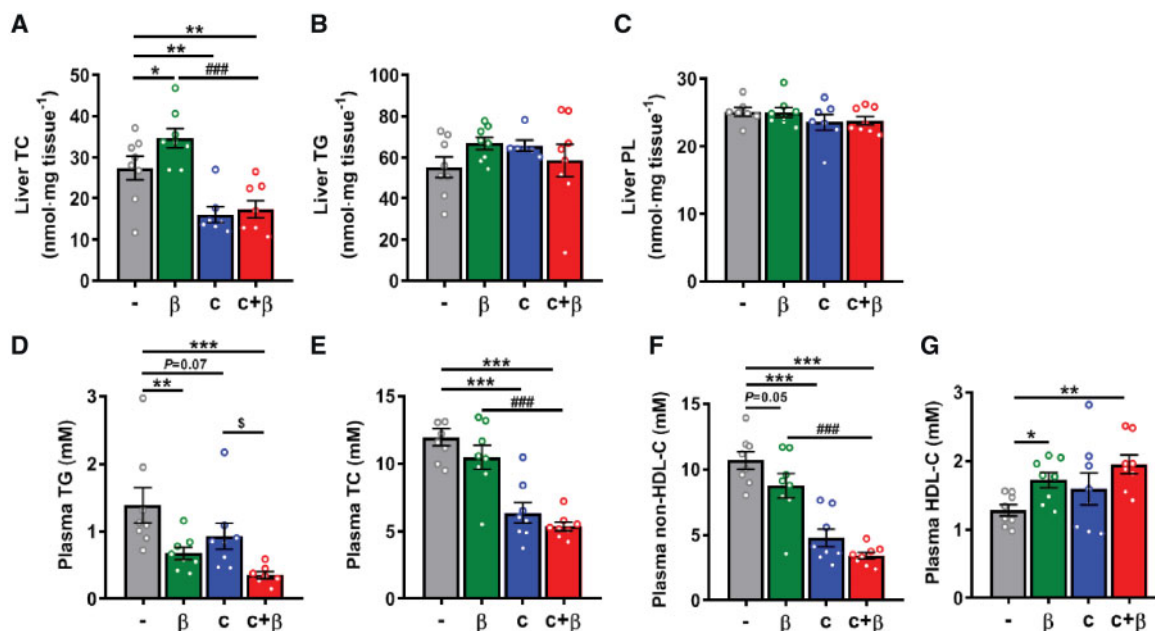 A
**
**
*
###
50
40
30
20
10
0
Liver TC
(nmol·mg tissue-1)
- β c c+β
B
100
80
60
40
20
0
Liver TG
(nmol·mg tissue-1)
- β c c+β
C
30
20
10
0
Liver PL
(nmol·mg tissue-1)
- β c c+β
D
***
P=0.07
**
$
3
2
1
0
Plasma TG (mM)
- β c c+β
E
***
***
###
15
10
5
0
Plasma TC (mM)
- β c c+β
F
***
***
P=0.05
###
15
10
5
0
Plasma non-HDL-C (mM)
- β c c+β
G
**
*
3
2
1
0
Plasma HDL-C (mM)
- β c c+β